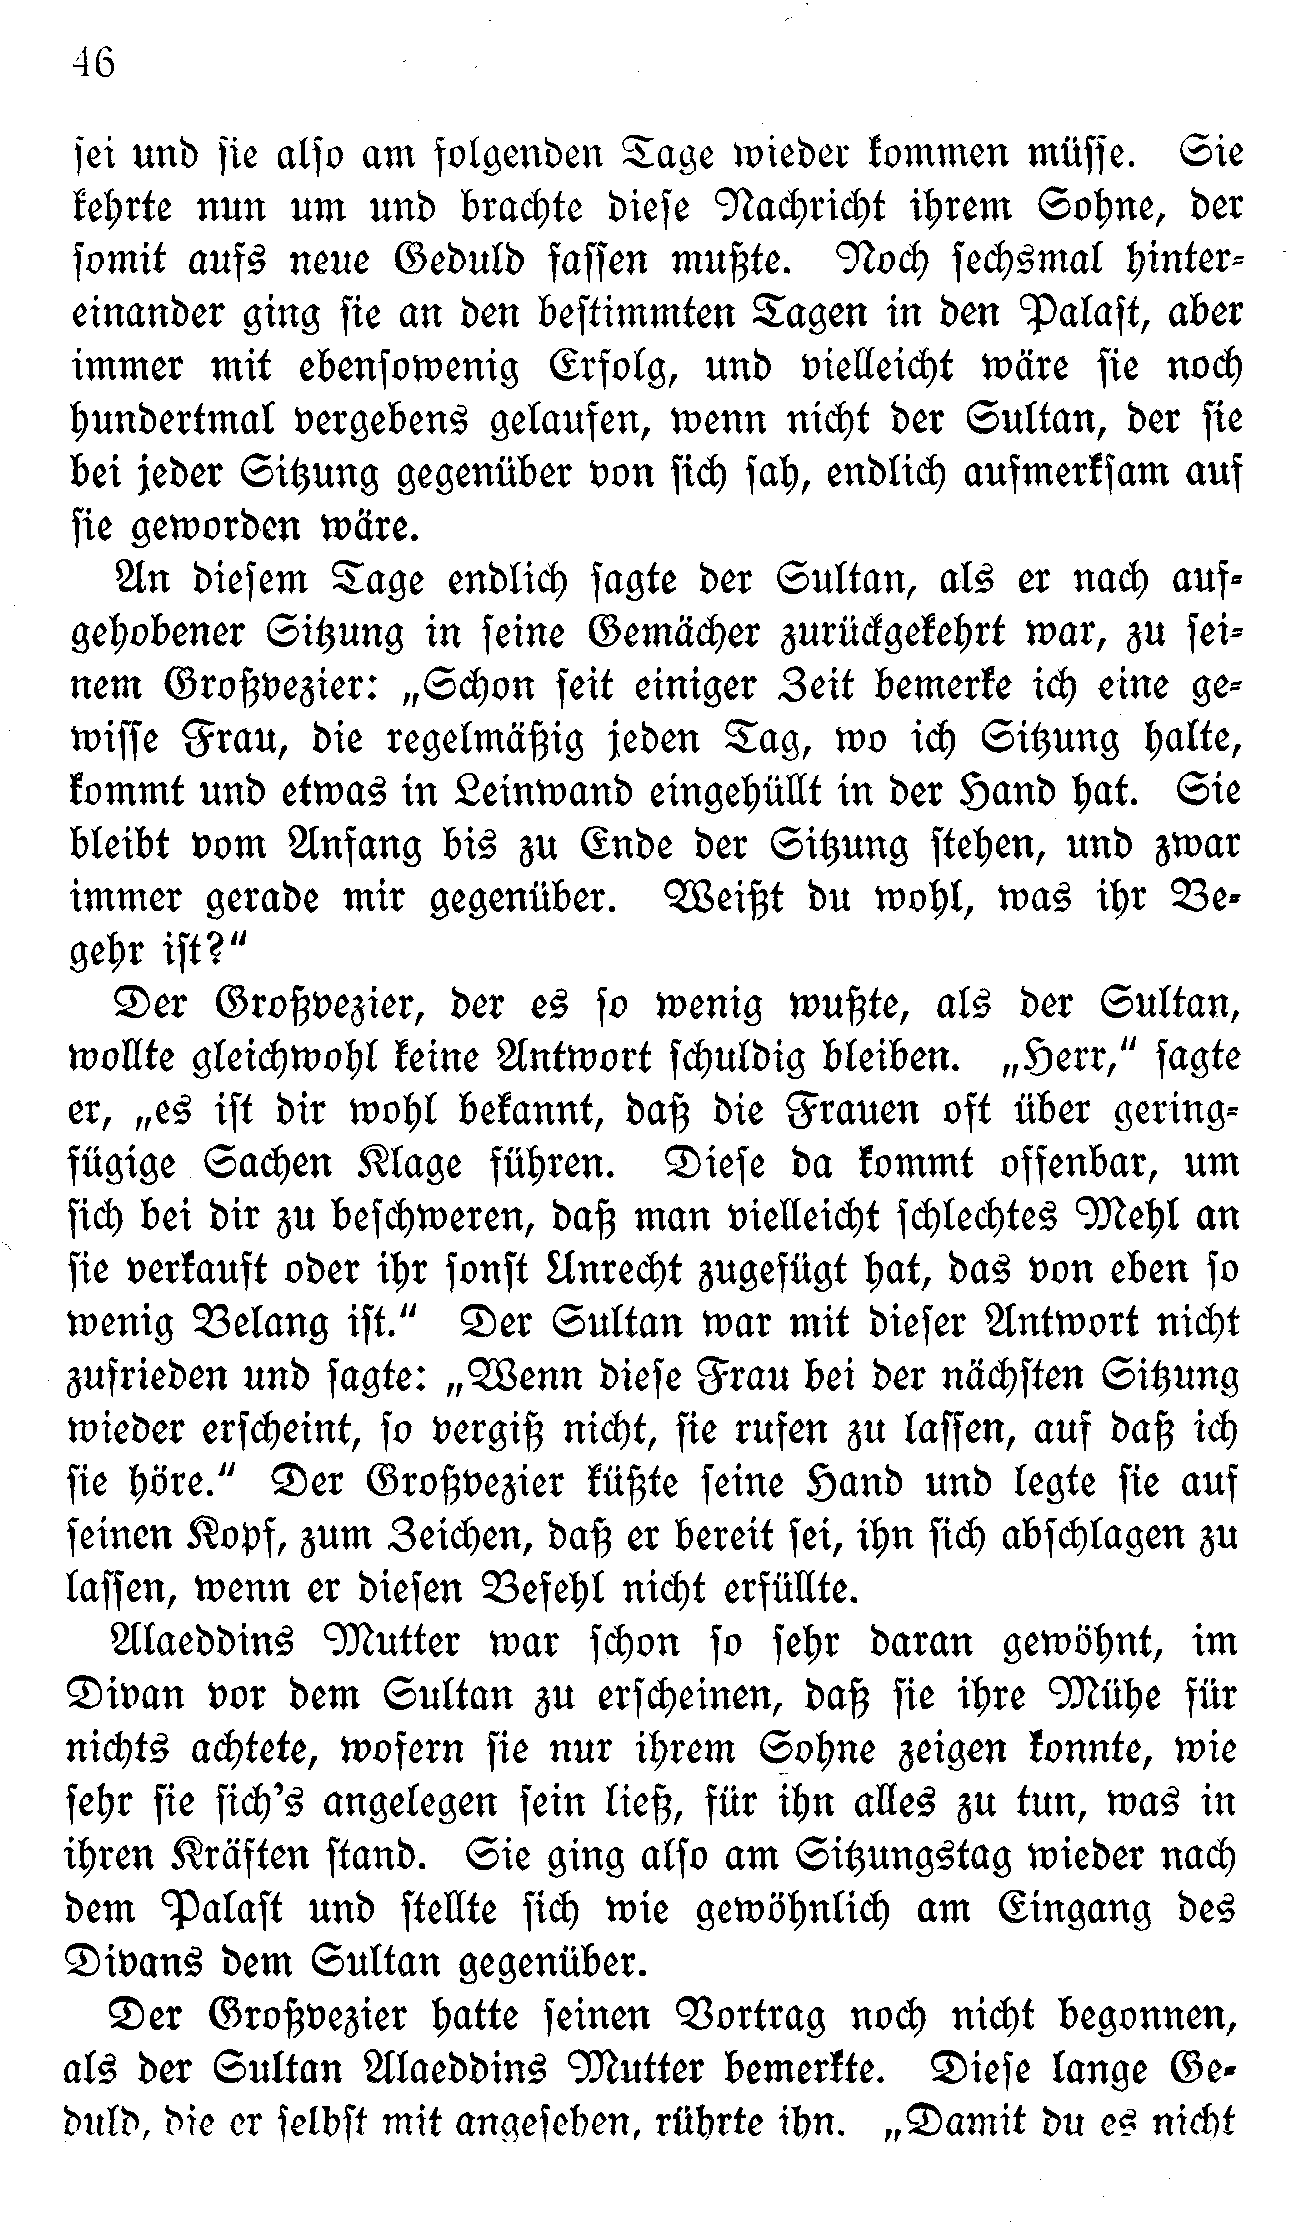 46
sei und sie also am folgenden Tage wieder kommen müsse. Sie
kehrte nun um und brachte diese Nachricht ihrem Sohne, der
somit aufs neue Geduld fassen mußte. Noch sechsmal hinter-
einander ging sie an den bestimmten Tagen in den Palast, aber
immer mit ebensowenig Erfolg, und vielleicht wäre sie noch
hundertmal vergebens gelaufen, wenn nicht der Sultan, der sie
bei jeder Sitzung gegenüber von sich sah, endlich aufmerksam auf
sie geworden wäre.
An diesem Tage endlich sagte der Sultan, als er nach auf-
gehobener Sitzung in seine Gemächer zurückgekehrt war, zu sei-
nem Großvezier: „Schon seit einiger Zeit bemerke ich eine ge-
wisse Frau, die regelmäßig jeden Tag, wo ich Sitzung halte,
kommt und etwas in Leinwand eingehüllt in der Hand hat. Sie
bleibt vom Anfang bis zu Ende der Sitzung stehen, und zwar
immer gerade mir gegenüber. Weißt du wohl, was ihr Be-
gehr ist?“
Der Großvezier, der es so wenig wußte, als der Sultan,
wollte gleichwohl keine Antwort schuldig bleiben. „Herr,“ sagte
er, „es ist dir wohl bekannt, daß die Frauen oft über gering-
fügige Sachen Klage führen. Diese da kommt offenbar, um
sich bei dir zu beschweren, daß man vielleicht schlechtes Mehl an
sie verkauft oder ihr sonst Unrecht zugefügt hat, das von eben so
wenig Belang ist.“ Der Sultan war mit dieser Antwort nicht
zufrieden und sagte: „Wenn diese Frau bei der nächsten Sitzung
wieder erscheint, so vergiß nicht, sie rufen zu lassen, auf daß ich
sie höre.“ Der Großvezier küßte seine Hand und legte sie auf
seinen Kopf, zum Zeichen, daß er bereit sei, ihn sich abschlagen zu
lassen, wenn er diesen Befehl nicht erfüllte.
Alaeddins Mutter war schon so sehr daran gewöhnt, im
Divan vor dem Sultan zu erscheinen, daß sie ihre Mühe für
nichts achtete, wofern sie nur ihrem Sohne zeigen konnte, wie
sehr sie sich's angelegen sein ließ, für ihn alles zu tun, was in
ihren Kräften stand. Sie ging also am Sitzungstag wieder nach
dem Palast und stellte sich wie gewöhnlich am Eingang des
Divans dem Sultan gegenüber.
Der Großvezier hatte seinen Vortrag noch nicht begonnen,
als der Sultan Alaeddins Mutter bemerkte. Diese lange Ge-
duld, die er selbst mit angesehen, rührte ihn. „Damit du es nicht